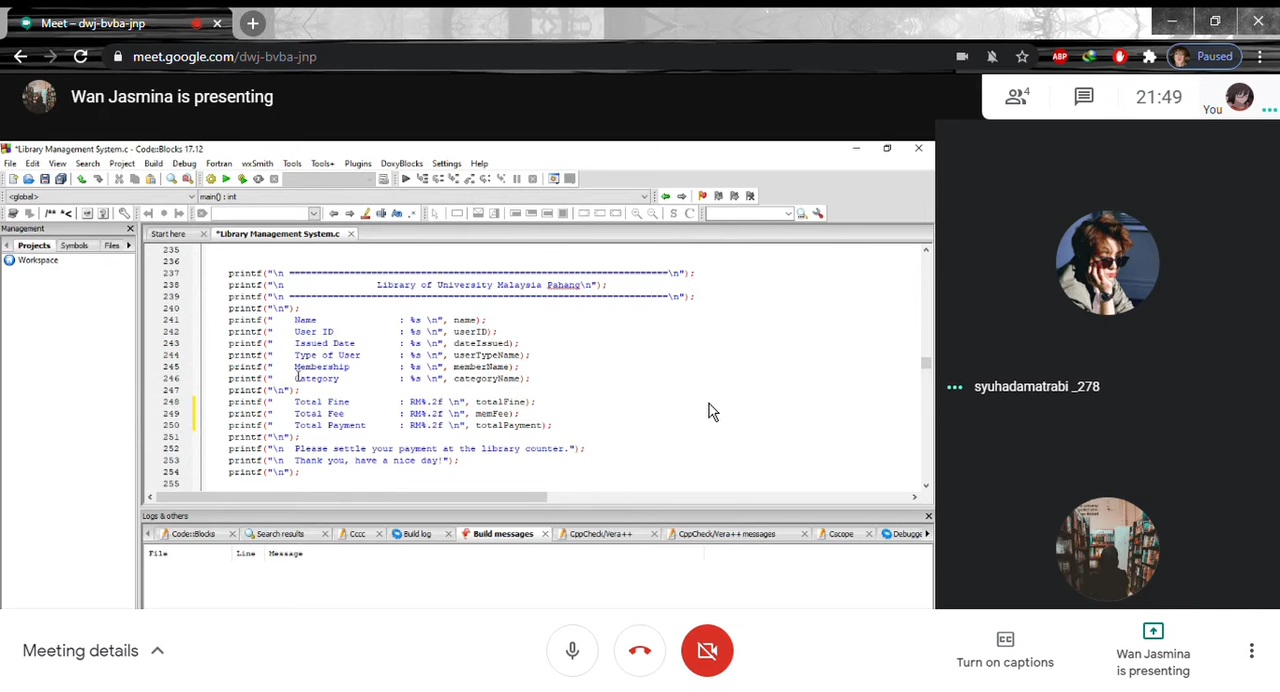 Meet – dwj-bvba-jnp
meet.google.com/dwj-bvba-jnp
ABP
Paused
Wan Jasmina is presenting
4
21:49
You
*Library Management System.c - Code::Blocks 17.12
File Edit View Search Project Build Debug Fortran wxSmith Tools Tools+ Plugins DoxyBlocks Settings Help
<global>
main() : int
/** *<
S C
Management
Projects Symbols Files
Workspace
Start here
*Library Management System.c
235
236
237 printf("\n ====================================================================\n");
238 printf("\n Library of University Malaysia Pahang\n");
239 printf("\n ====================================================================\n");
240 printf("\n");
241 printf(" Name : %s \n", name);
242 printf(" User ID : %s \n", userID);
243 printf(" Issued Date : %s \n", dateIssued);
244 printf(" Type of User : %s \n", userTypeName);
245 printf(" Membership : %s \n", memberName);
246 printf(" Category : %s \n", categoryName);
247 printf("\n");
248 printf(" Total Fine : RM%.2f \n", totalFine);
249 printf(" Total Fee : RM%.2f \n", memFee);
250 printf(" Total Payment : RM%.2f \n", totalPayment);
251 printf("\n");
252 printf("\n Please settle your payment at the library counter.");
253 printf("\n Thank you, have a nice day!");
254 printf("\n");
255
Logs & others
Code::Blocks Search results Cccc Build log Build messages CppCheck/Vera++ CppCheck/Vera++ messages Cscope Debugge
File Line Message
syuhadamatrabi _278
Meeting details
Turn on captions
Wan Jasmina
is presenting